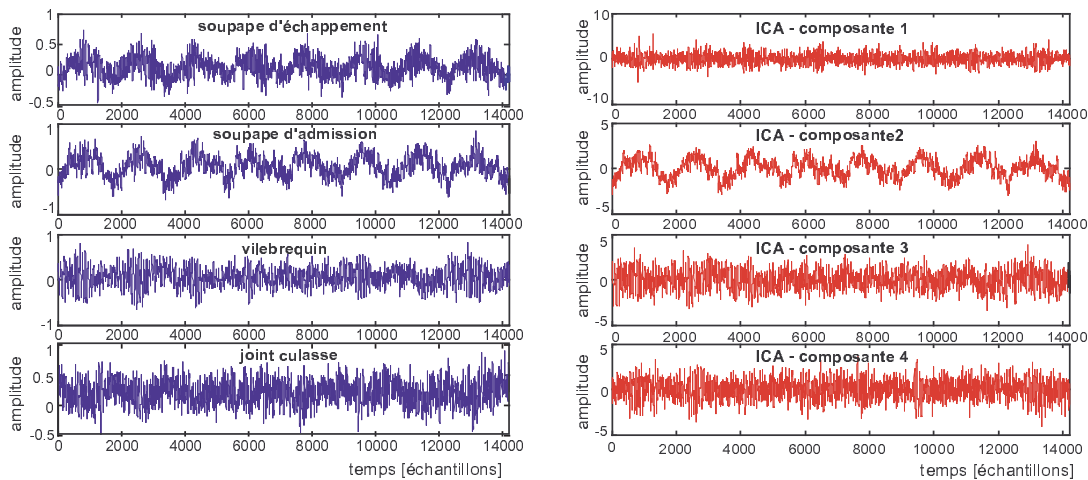 soupape d'échappement
amplitude
1
0.5
0
-0.5
0 2000 4000 6000 8000 10000 12000 14000
soupape d'admission
amplitude
1
0
-1
0 2000 4000 6000 8000 10000 12000 14000
vilebrequin
amplitude
1
0
-1
0 2000 4000 6000 8000 10000 12000 14000
joint culasse
amplitude
1
0.5
0
-0.5
0 2000 4000 6000 8000 10000 12000 14000
temps [échantillons]
ICA - composante 1
amplitude
10
0
-10
0 2000 4000 6000 8000 10000 12000 14000
ICA - composante2
amplitude
5
0
-5
0 2000 4000 6000 8000 10000 12000 14000
ICA - composante 3
amplitude
5
0
-5
0 2000 4000 6000 8000 10000 12000 14000
ICA - composante 4
amplitude
5
0
-5
0 2000 4000 6000 8000 10000 12000 14000
temps [échantillons]